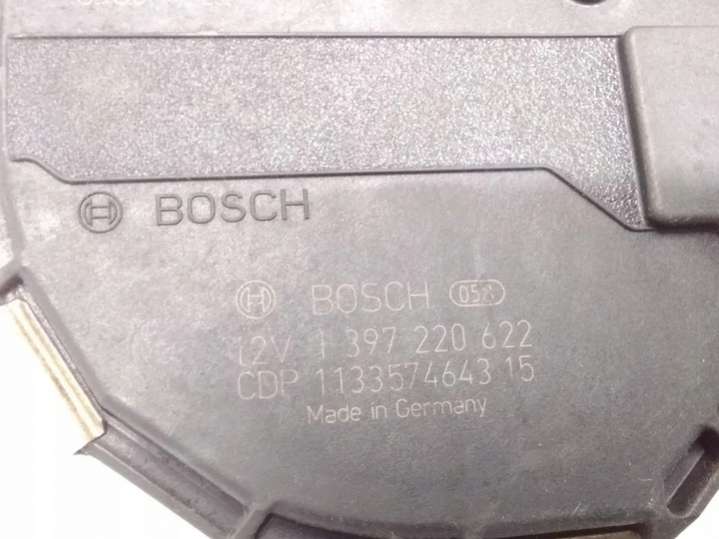 BOSCH
BOSCH
12V 1 397 220 622
CDP 1133574643 15
Made in Germany